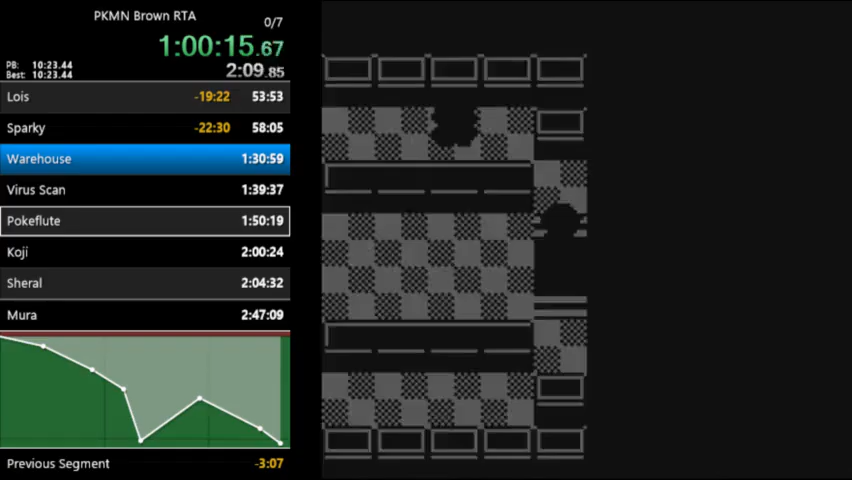 PKMN Brown RTA
0/7
1:00:15.67
PB: 10:23.44
Best: 10:23.44
2:09.85
Lois -19:22 53:53
Sparky -22:30 58:05
Warehouse 1:30:59
Virus Scan 1:39:37
Pokeflute 1:50:19
Koji 2:00:24
Sheral 2:04:32
Mura 2:47:09
Previous Segment -3:07